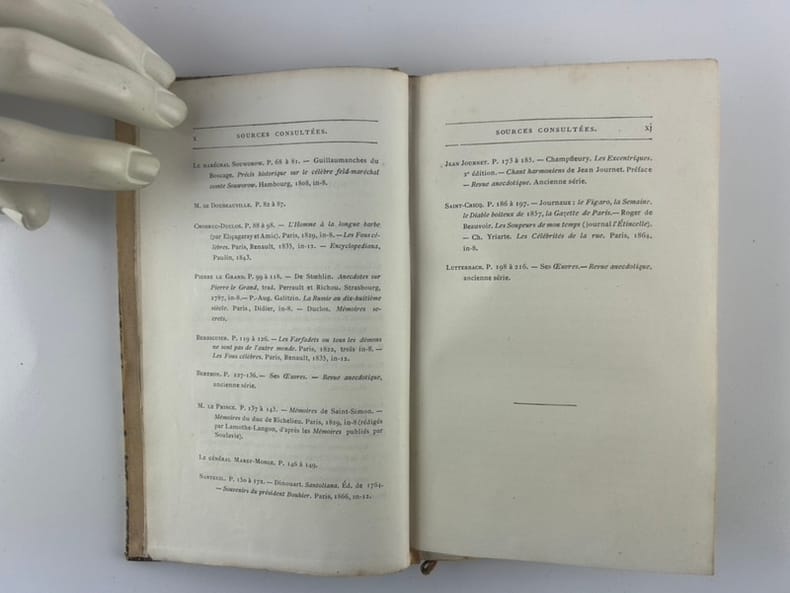 x
SOURCES CONSULTÉES.
LE MARÉCHAL SOUWOROW. P. 68 à 81. — Guillaumanches du
Boscage. Précis historique sur le célèbre feld-maréchal
comte Souworow. Hambourg, 1808, in-8.
M. DE DOUDEAUVILLE. P. 82 à 87.
CHODRUC-DUCLOS. P. 88 à 98. — L'Homme à la longue barbe
(par Eliçagaray et Amic). Paris, 1829, in-8. — Les Fous cé-
lèbres. Paris, Renault, 1835, in-12. — Encyclopediana,
Paulin, 1843.
PIERRE LE GRAND. P. 99 à 118. — De Stœhlin. Anecdotes sur
Pierre le Grand, trad. Perrault et Richou. Strasbourg,
1787, in-8. — P.-Aug. Galitzin. La Russie au dix-huitième
siècle. Paris, Didier, in-8. — Duclos. Mémoires se-
crets.
BERBIGUIER. P. 119 à 126. — Les Farfadets ou tous les démons
ne sont pas de l'autre monde. Paris, 1822, trois in-8. —
Les Fous célèbres. Paris, Renault, 1835, in-12.
BERTRON. P. 127-136. — Ses Œuvres. — Revue anecdotique,
ancienne série.
M. LE PRINCE. P. 137 à 145. — Mémoires de Saint-Simon. —
Mémoires du duc de Richelieu. Paris, 1829, in-8 (rédigés
par Lamothe-Langon, d'après les Mémoires publiés par
Soulavie).
LE GÉNÉRAL MAREY-MONGE. P. 146 à 149.
SANTEUIL. P. 150 à 172. — Dinouart. Santoliana. Éd. de 1764.
— Souvenirs du président Bouhier. Paris, 1866, in-12.
SOURCES CONSULTÉES.
xj
JEAN JOURNET. P. 173 à 185. — Champfleury. Les Excentriques,
2e édition. — Chant harmoniens de Jean Journet. Préface
— Revue anecdotique. Ancienne série.
SAINT-CRICQ. P. 186 à 197. — Journaux: le Figaro, la Semaine,
le Diable boiteux de 1857, la Gazette de Paris. — Roger de
Beauvoir. Les Soupeurs de mon temps (journal l'Étincelle).
— Ch. Yriarte. Les Célébrités de la rue. Paris, 1864,
in-8.
LUTTERBACH. P. 198 à 216. — Ses Œuvres. — Revue anecdotique,
ancienne série.